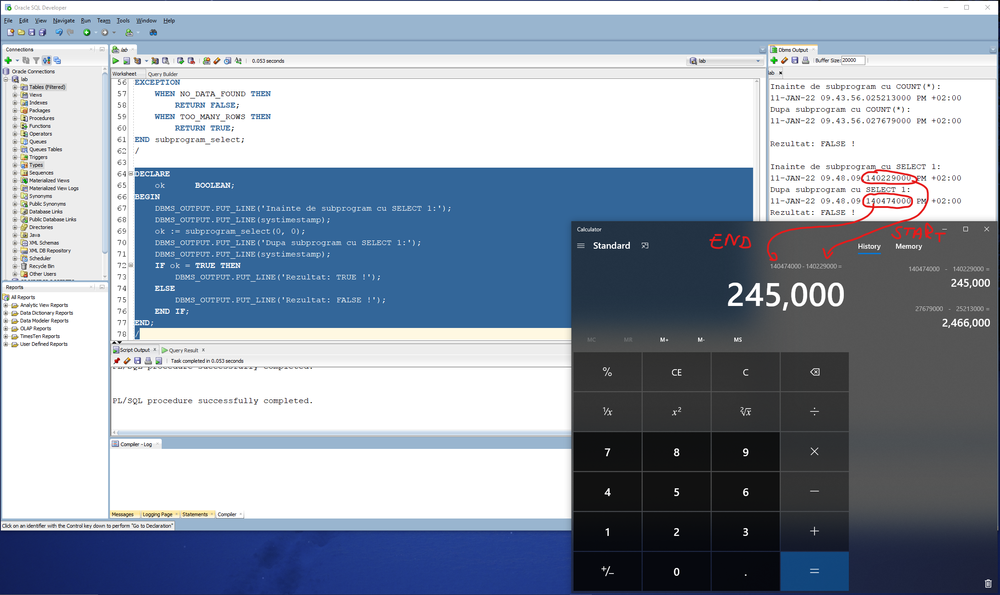 Oracle SQL Developer
File Edit View Navigate Run Team Tools Window Help
Connections
Oracle Connections
lab
Tables (Filtered)
Views
Indexes
Packages
Procedures
Functions
Operators
Queues
Queues Tables
Triggers
Types
Sequences
Materialized Views
Materialized View Logs
Synonyms
Public Synonyms
Database Links
Public Database Links
Directories
Java
XML Schemas
XML DB Repository
Scheduler
Recycle Bin
Other Users
Reports
All Reports
Analytic View Reports
Data Dictionary Reports
Data Modeler Reports
OLAP Reports
TimesTen Reports
User Defined Reports
lab
0.053 seconds
lab
Worksheet Query Builder
56 EXCEPTION
57 WHEN NO_DATA_FOUND THEN
58 RETURN FALSE;
59 WHEN TOO_MANY_ROWS THEN
60 RETURN TRUE;
61 END subprogram_select;
62 /
63
64 DECLARE
65 ok BOOLEAN;
66 BEGIN
67 DBMS_OUTPUT.PUT_LINE('Inainte de subprogram cu SELECT 1:');
68 DBMS_OUTPUT.PUT_LINE(systimestamp);
69 ok := subprogram_select(0, 0);
70 DBMS_OUTPUT.PUT_LINE('Dupa subprogram cu SELECT 1:');
71 DBMS_OUTPUT.PUT_LINE(systimestamp);
72 IF ok = TRUE THEN
73 DBMS_OUTPUT.PUT_LINE('Rezultat: TRUE !');
74 ELSE
75 DBMS_OUTPUT.PUT_LINE('Rezultat: FALSE !');
76 END IF;
77 END;
78 /
Script Output Query Result
Task completed in 0.053 seconds
PL/SQL procedure successfully completed.
PL/SQL procedure successfully completed.
Compiler - Log
Messages Logging Page Statements Compiler
Click on an identifier with the Control key down to perform "Go to Declaration"
Dbms Output
Buffer Size: 20000
lab
Inainte de subprogram cu COUNT(*):
11-JAN-22 09.43.56.025213000 PM +02:00
Dupa subprogram cu COUNT(*):
11-JAN-22 09.43.56.027679000 PM +02:00
Rezultat: FALSE !
Inainte de subprogram cu SELECT 1:
11-JAN-22 09.48.09.140229000 PM +02:00
Dupa subprogram cu SELECT 1:
11-JAN-22 09.48.09.140474000 PM +02:00
Rezultat: FALSE !
Calculator
Standard
END
START
History Memory
140474000 - 140229000 =
245,000
140474000 - 140229000 =
245,000
27679000 - 25213000 =
2,466,000
MC MR M+ M- MS
% CE C
1/x x² ²√x ÷
7 8 9 ×
4 5 6 −
1 2 3 +
+/− 0 . =